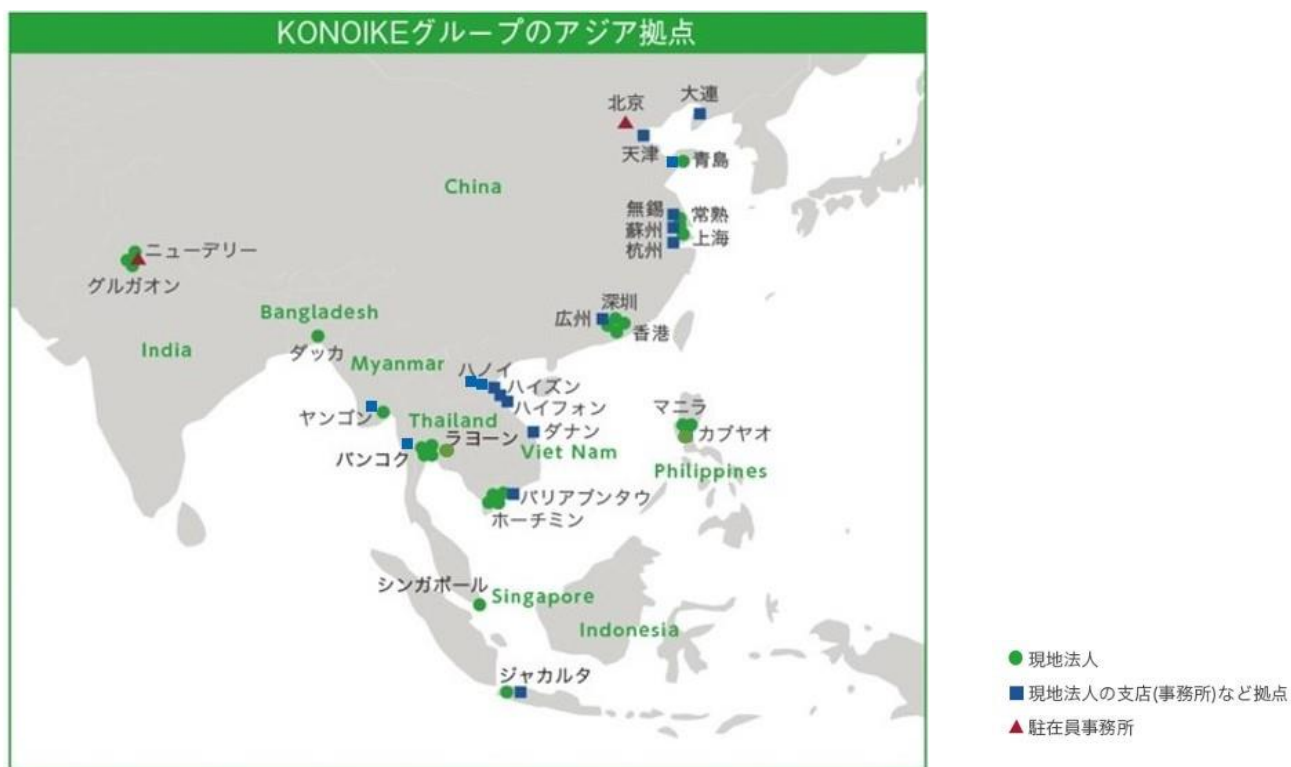 KONOIKEグループのアジア拠点
大連
北京
天津
青島
China
無錫
常熟
蘇州
上海
杭州
ニューデリー
グルガオン
深圳
広州
香港
Bangladesh
ダッカ
India
Myanmar
ハノイ
ハイズン
ハイフォン
ヤンゴン
Thailand
ラヨーン
バンコク
ダナン
Viet Nam
マニラ
カブヤオ
Philippines
バリアブンタウ
ホーチミン
シンガポール
Singapore
Indonesia
ジャカルタ
現地法人
現地法人の支店(事務所)など拠点
駐在員事務所